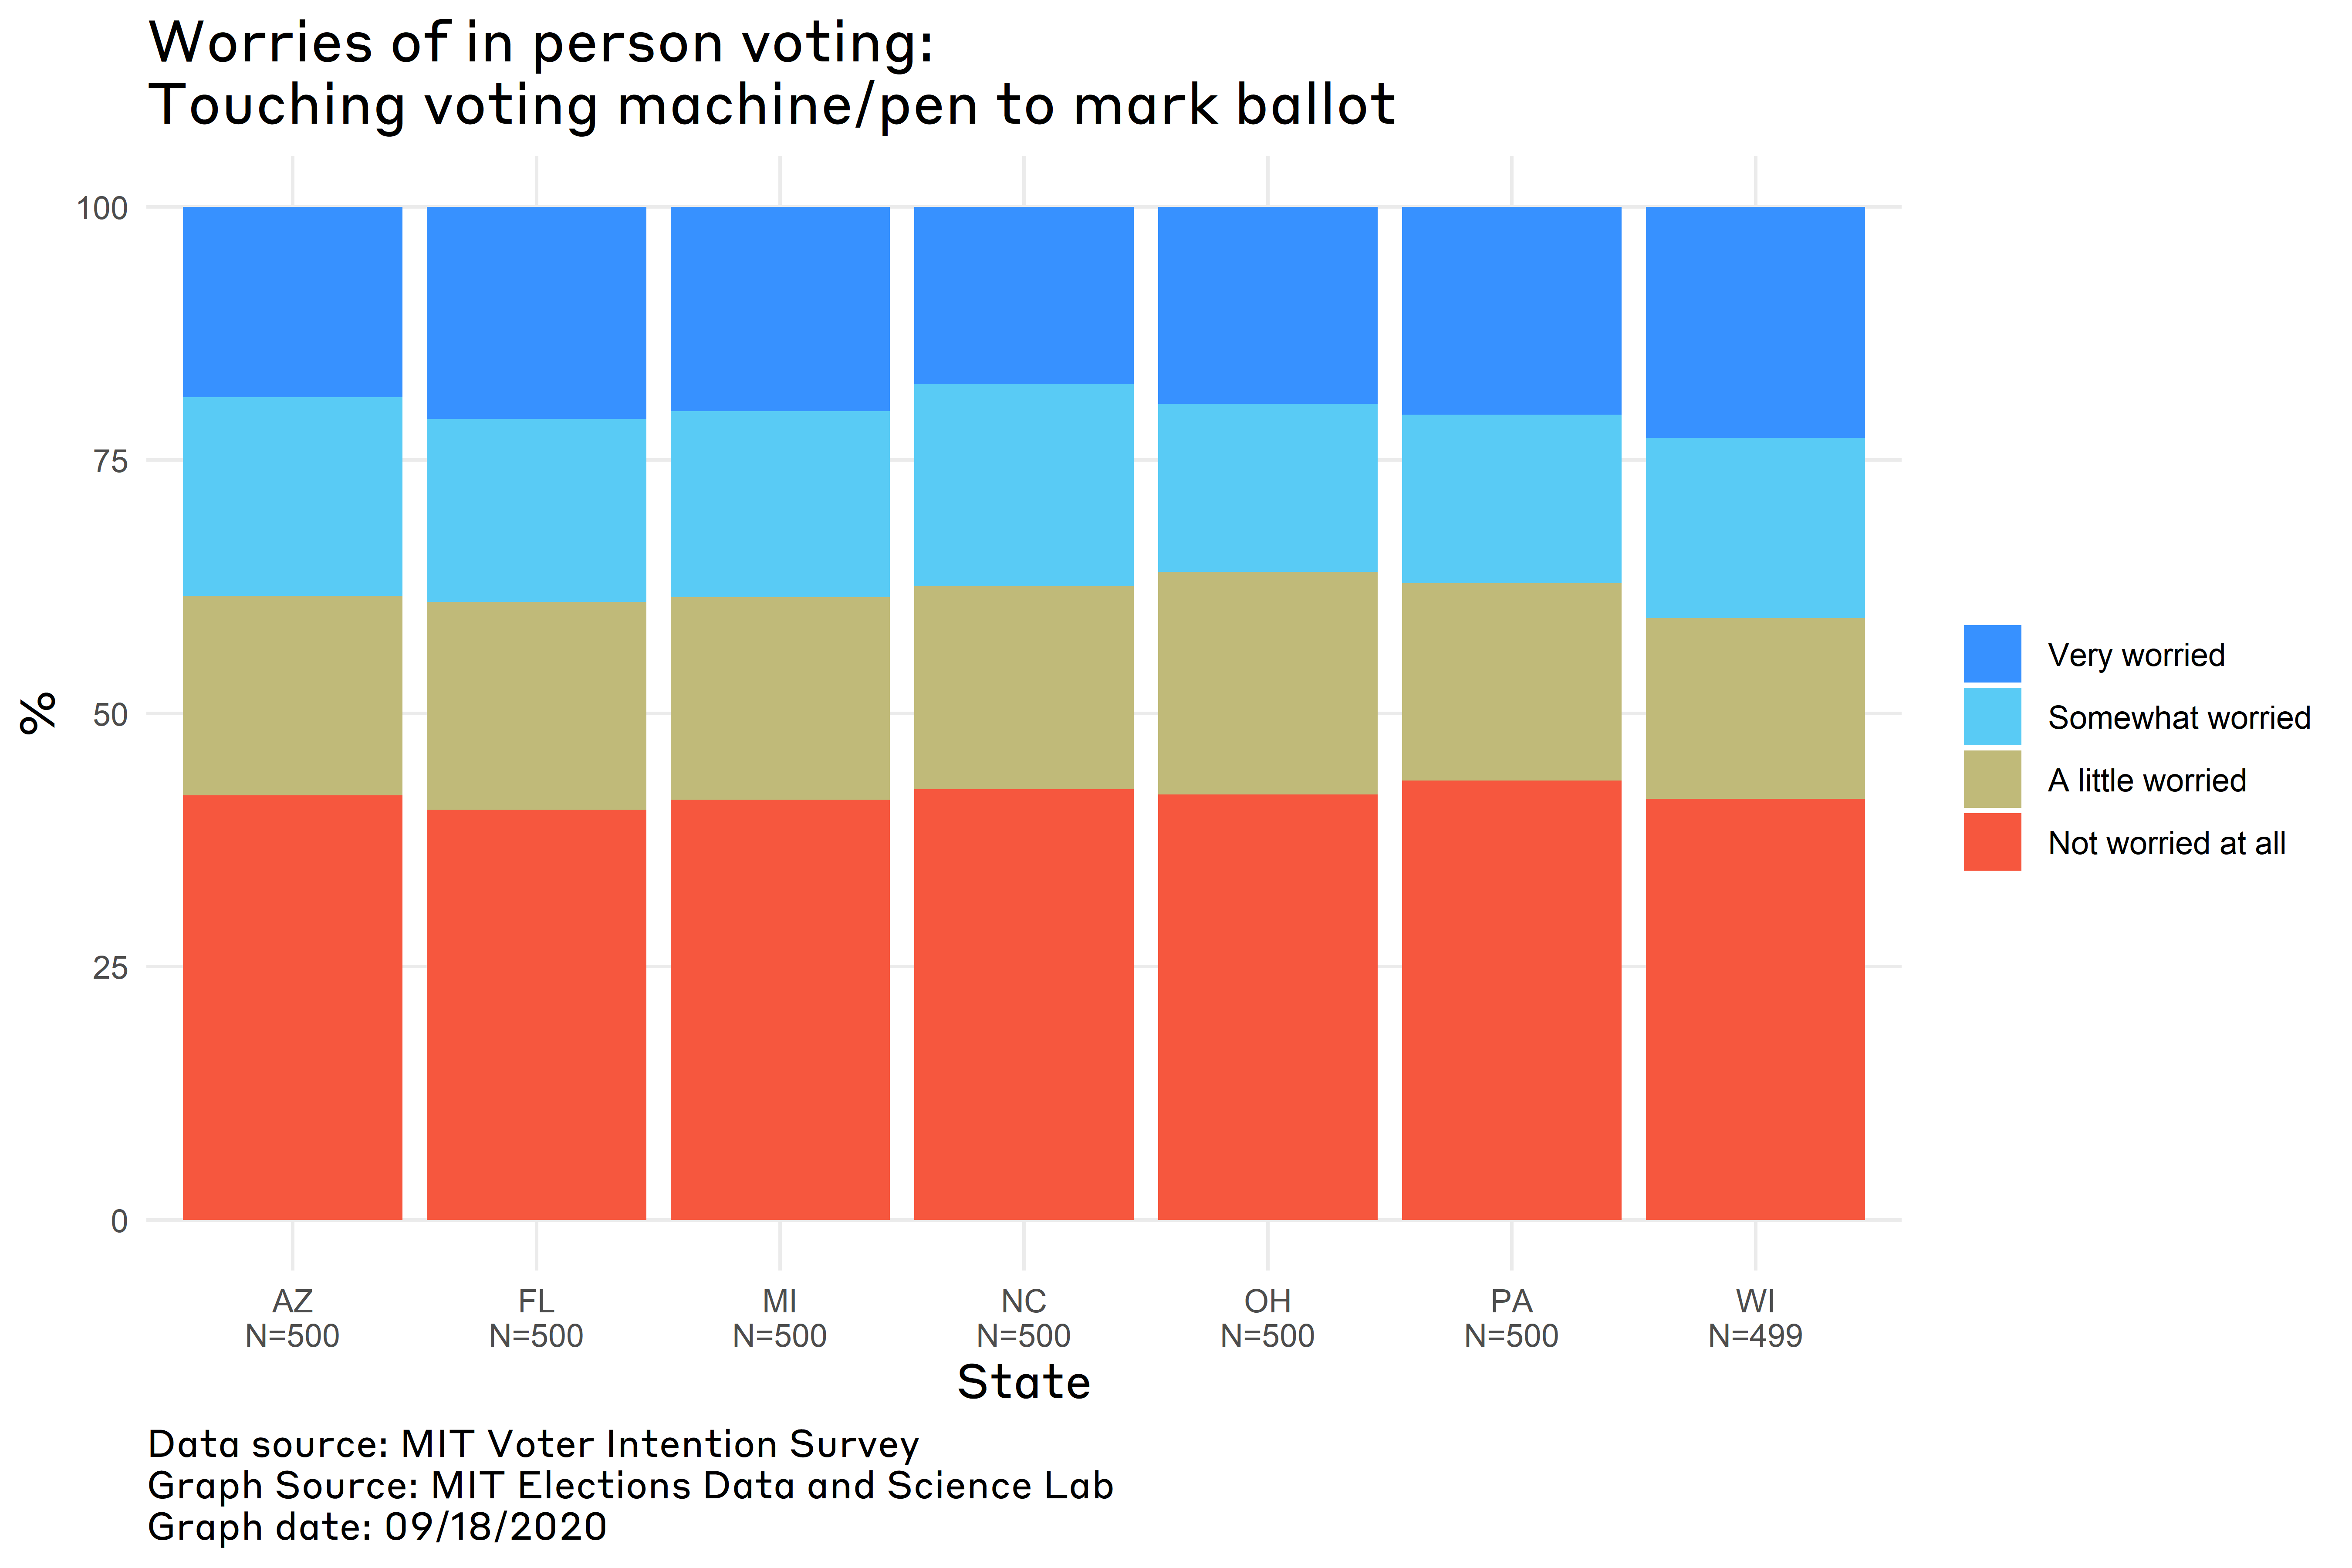 Worries of in person voting:
Touching voting machine/pen to mark ballot
100
75
50
25
0
%
Very worried
Somewhat worried
A little worried
Not worried at all
AZ
N=500
FL
N=500
MI
N=500
NC
N=500
OH
N=500
PA
N=500
WI
N=499
State
Data source: MIT Voter Intention Survey
Graph Source: MIT Elections Data and Science Lab
Graph date: 09/18/2020